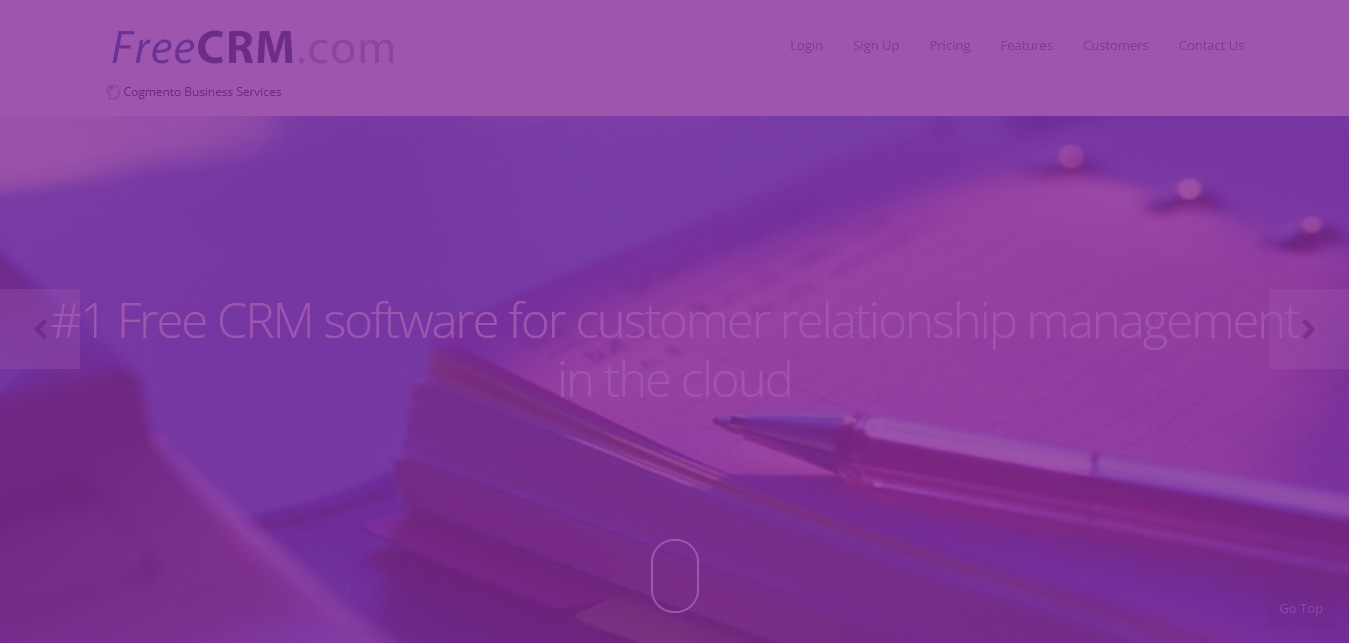 FreeCRM.com
Login Sign Up Pricing Features Customers Contact Us
Cogmento Business Services
#1 Free CRM software for customer relationship management
in the cloud
Go Top